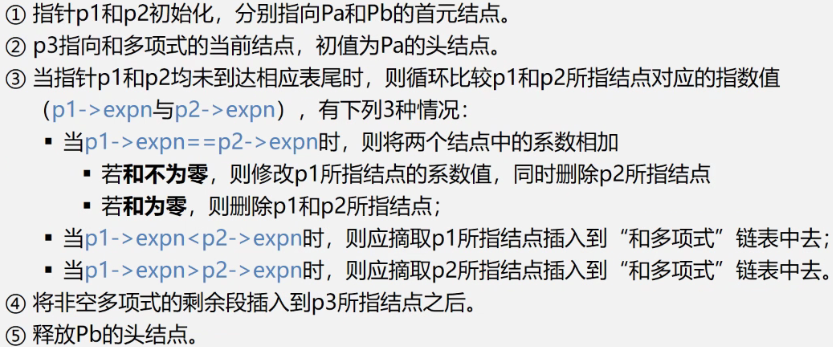 ① 指针p1和p2初始化，分别指向Pa和Pb的首元结点。
② p3指向和多项式的当前结点，初值为Pa的头结点。
③ 当指针p1和p2均未到达相应表尾时，则循环比较p1和p2所指结点对应的指数值
（p1->expn与p2->expn），有下列3种情况：
▪ 当p1->expn==p2->expn时，则将两个结点中的系数相加
▪ 若和不为零，则修改p1所指结点的系数值，同时删除p2所指结点
▪ 若和为零，则删除p1和p2所指结点；
▪ 当p1->expn<p2->expn时，则应摘取p1所指结点插入到“和多项式”链表中去；
▪ 当p1->expn>p2->expn时，则应摘取p2所指结点插入到“和多项式”链表中去。
④ 将非空多项式的剩余段插入到p3所指结点之后。
⑤ 释放Pb的头结点。